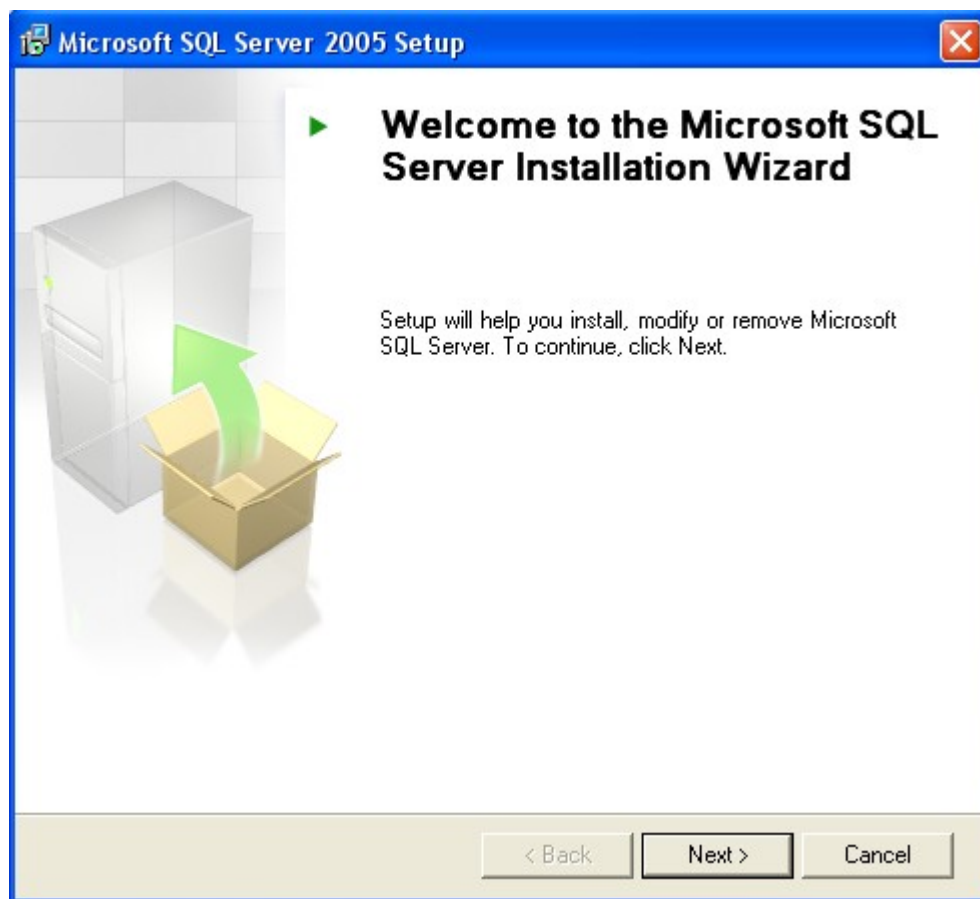 Microsoft SQL Server 2005 Setup
Welcome to the Microsoft SQL
Server Installation Wizard
Setup will help you install, modify or remove Microsoft
SQL Server. To continue, click Next.
< Back
Next >
Cancel